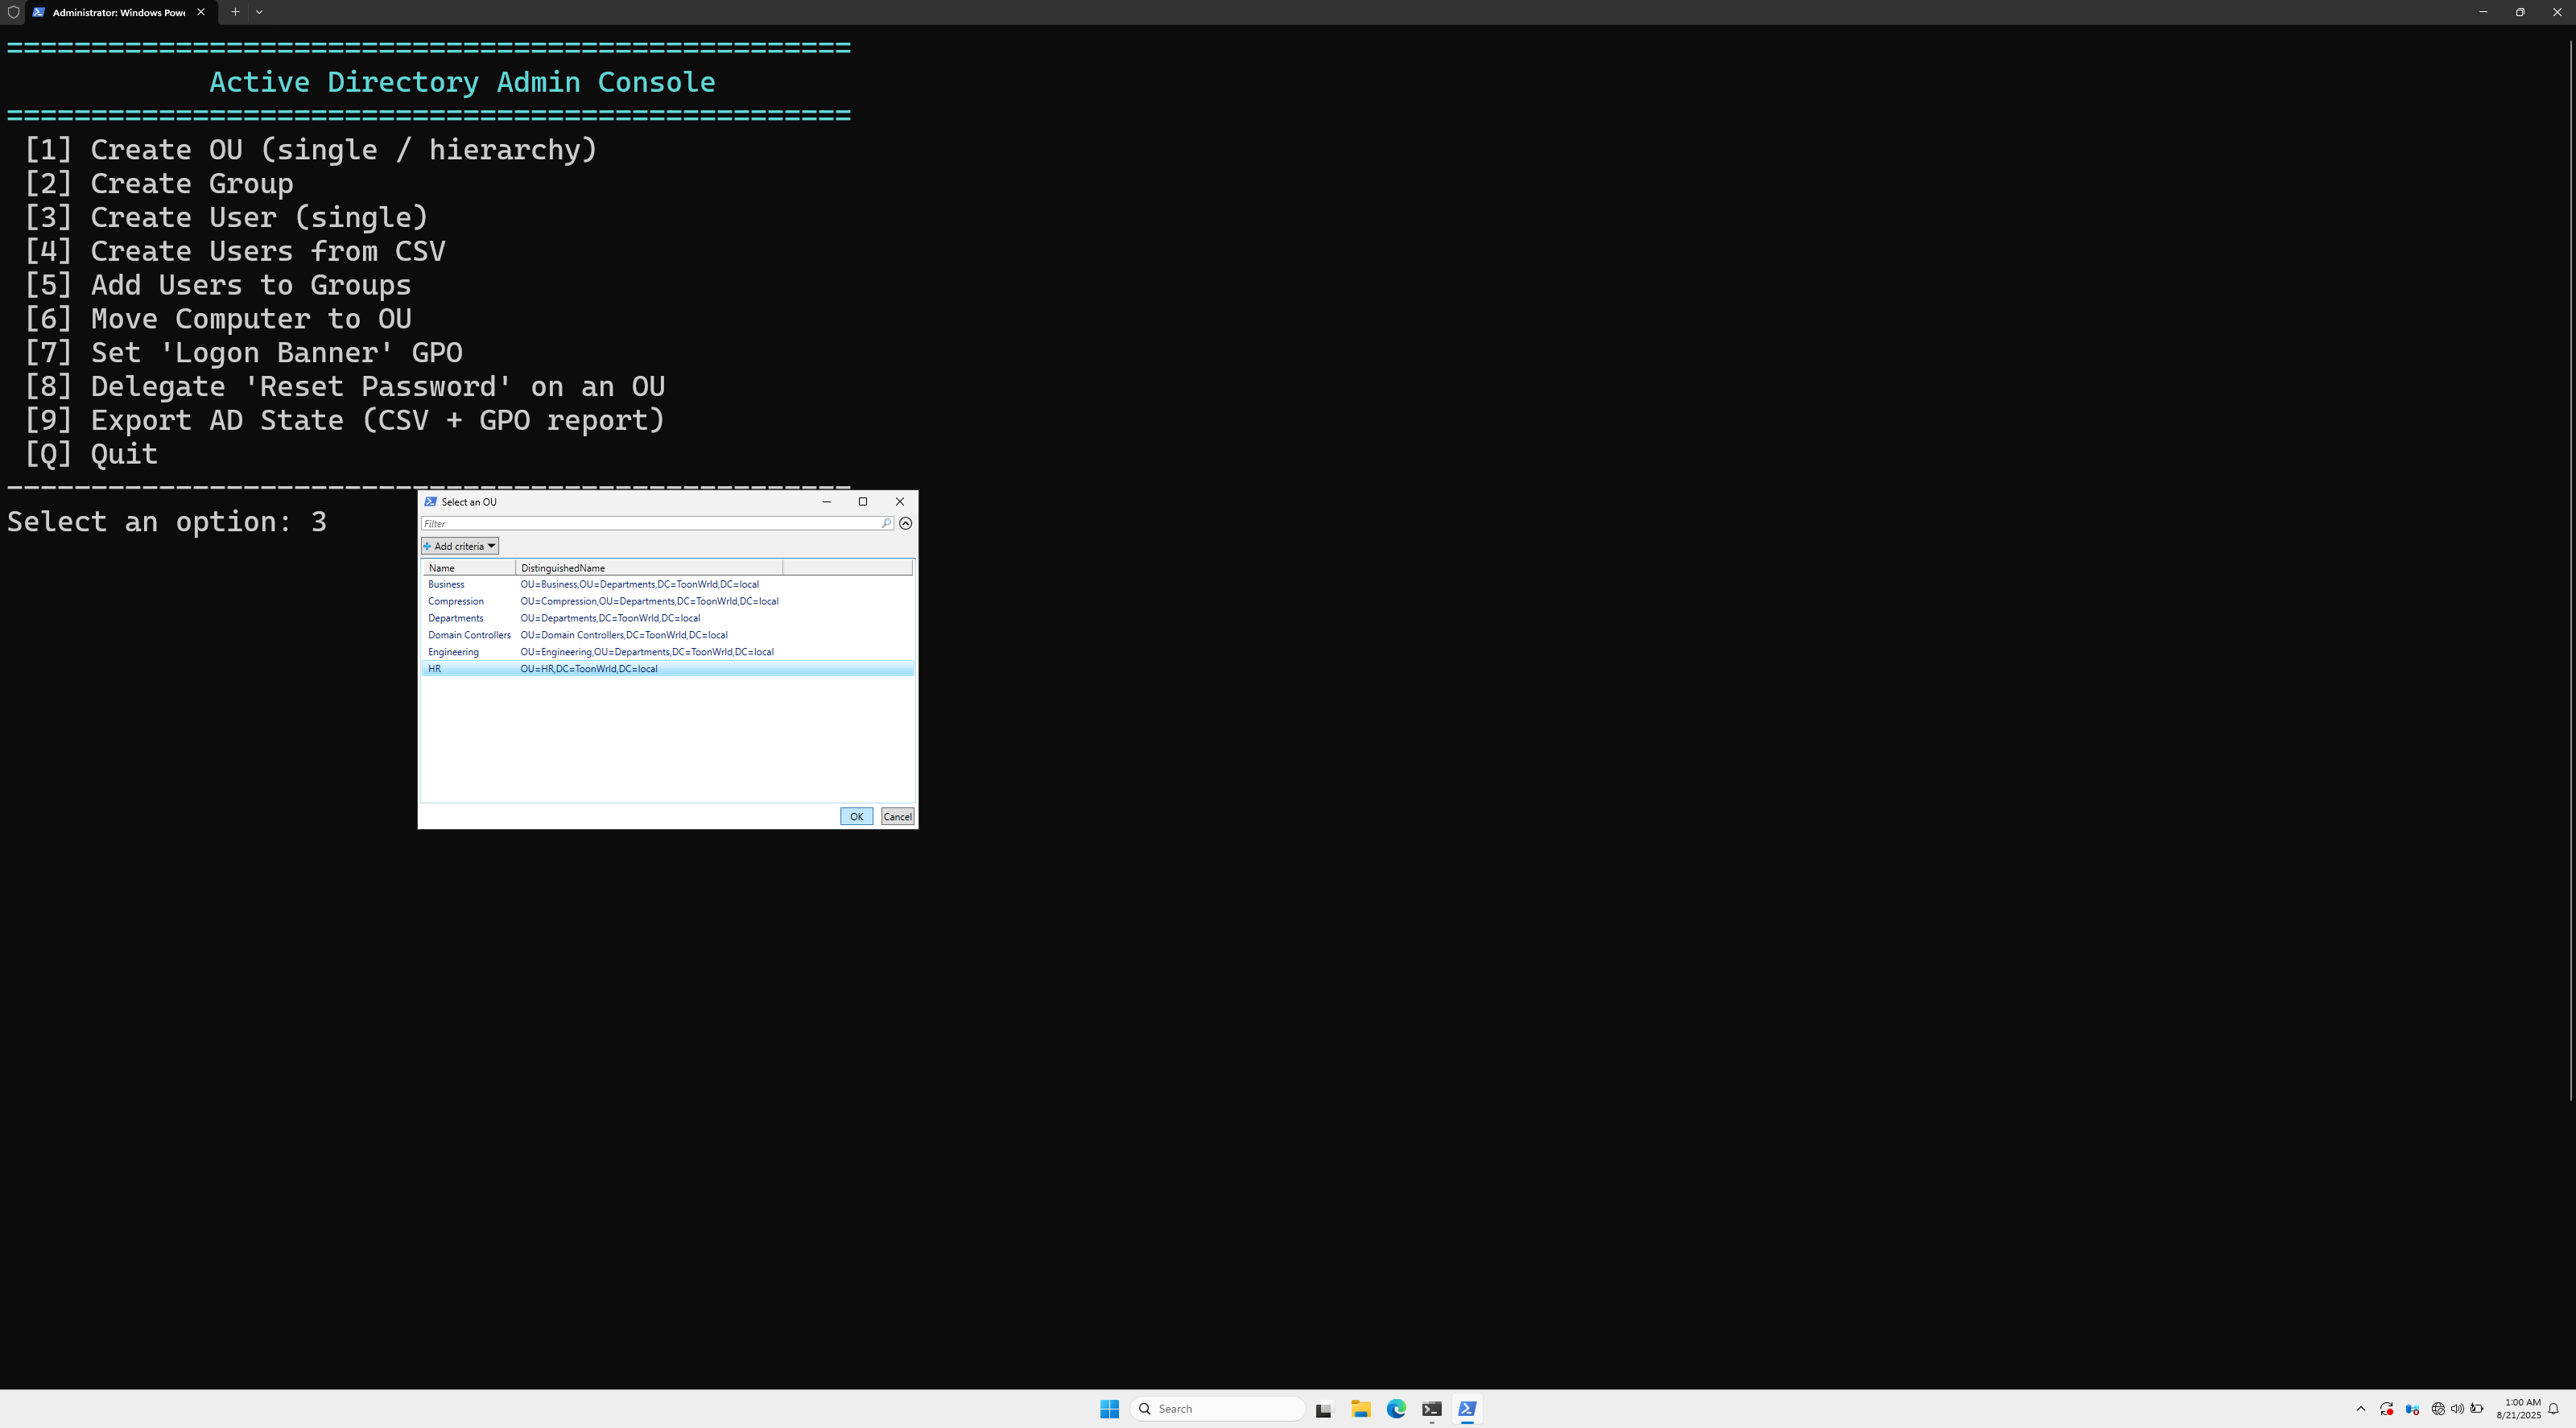 Administrator: Windows Powe
==================================================
Active Directory Admin Console
==================================================
[1] Create OU (single / hierarchy)
[2] Create Group
[3] Create User (single)
[4] Create Users from CSV
[5] Add Users to Groups
[6] Move Computer to OU
[7] Set 'Logon Banner' GPO
[8] Delegate 'Reset Password' on an OU
[9] Export AD State (CSV + GPO report)
[Q] Quit
--------------------------------------------------
Select an option: 3
Select an OU
Filter
Add criteria
Name DistinguishedName
Business OU=Business,OU=Departments,DC=ToonWrld,DC=local
Compression OU=Compression,OU=Departments,DC=ToonWrld,DC=local
Departments OU=Departments,DC=ToonWrld,DC=local
Domain Controllers OU=Domain Controllers,DC=ToonWrld,DC=local
Engineering OU=Engineering,OU=Departments,DC=ToonWrld,DC=local
HR OU=HR,DC=ToonWrld,DC=local
OK Cancel
Search
1:00 AM
8/21/2025